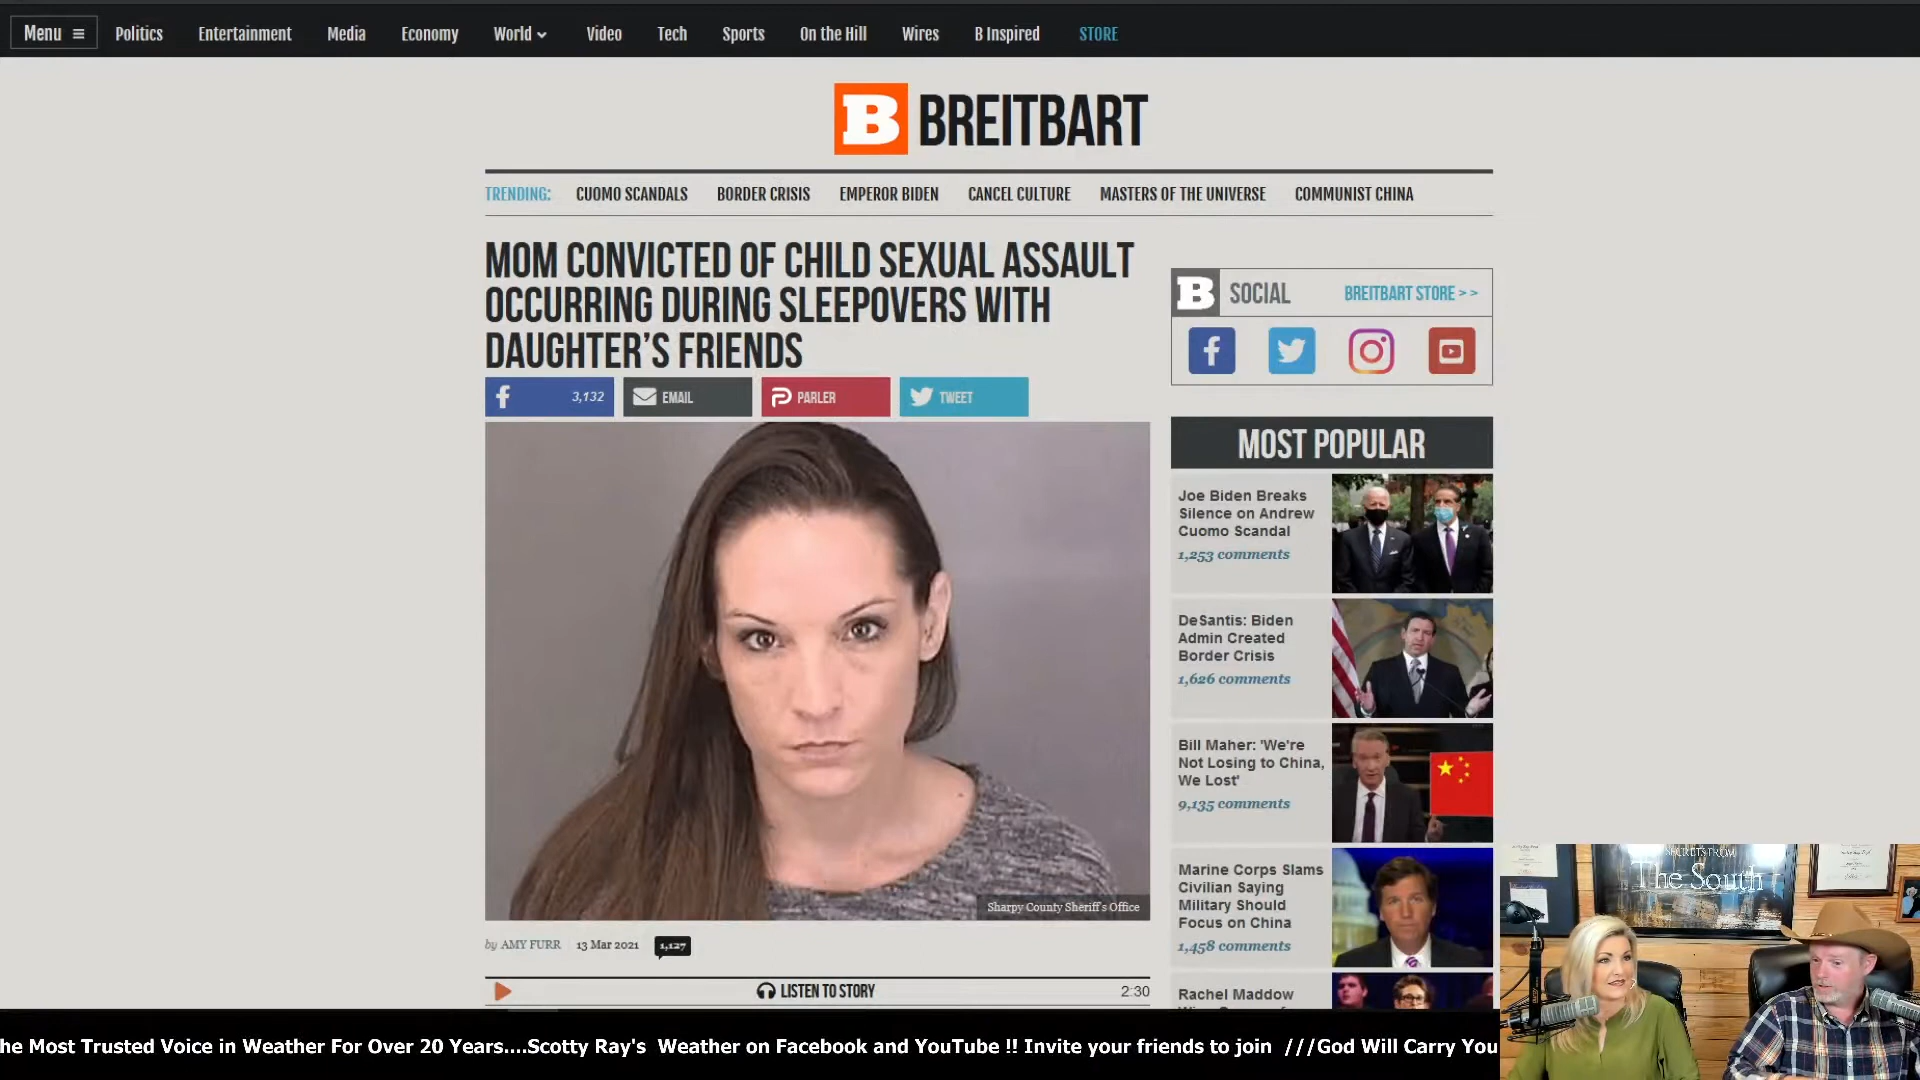 Menu
Politics
Entertainment
Media
Economy
World
Video
Tech
Sports
On the Hill
Wires
B Inspired
STORE
B BREITBART
TRENDING:
CUOMO SCANDALS
BORDER CRISIS
EMPEROR BIDEN
CANCEL CULTURE
MASTERS OF THE UNIVERSE
COMMUNIST CHINA
MOM CONVICTED OF CHILD SEXUAL ASSAULT
OCCURRING DURING SLEEPOVERS WITH
DAUGHTER'S FRIENDS
3,132
EMAIL
PARLER
TWEET
Sharpy County Sheriff's Office
by AMY FURR
13 Mar 2021
1,127
LISTEN TO STORY
2:30
B SOCIAL
BREITBART STORE > >
MOST POPULAR
Joe Biden Breaks
Silence on Andrew
Cuomo Scandal
1,253 comments
DeSantis: Biden
Admin Created
Border Crisis
1,626 comments
Bill Maher: 'We're
Not Losing to China,
We Lost'
9,135 comments
Marine Corps Slams
Civilian Saying
Military Should
Focus on China
1,458 comments
Rachel Maddow
SECRETS FROM
The South
he Most Trusted Voice in Weather For Over 20 Years....Scotty Ray's Weather on Facebook and YouTube !! Invite your friends to join ///God Will Carry You